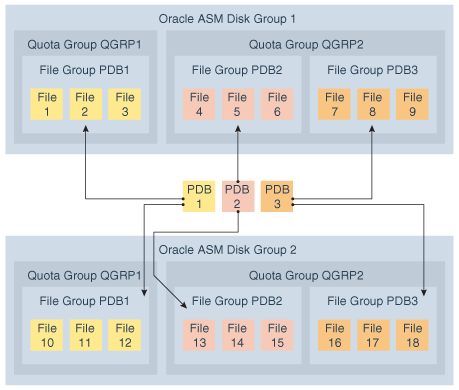 Oracle ASM Disk Group 1
Quota Group QGRP1
Quota Group QGRP2
File Group PDB1
File Group PDB2
File Group PDB3
File 1
File 2
File 3
File 4
File 5
File 6
File 7
File 8
File 9
PDB 1
PDB 2
PDB 3
Oracle ASM Disk Group 2
Quota Group QGRP1
Quota Group QGRP2
File Group PDB1
File Group PDB2
File Group PDB3
File 10
File 11
File 12
File 13
File 14
File 15
File 16
File 17
File 18